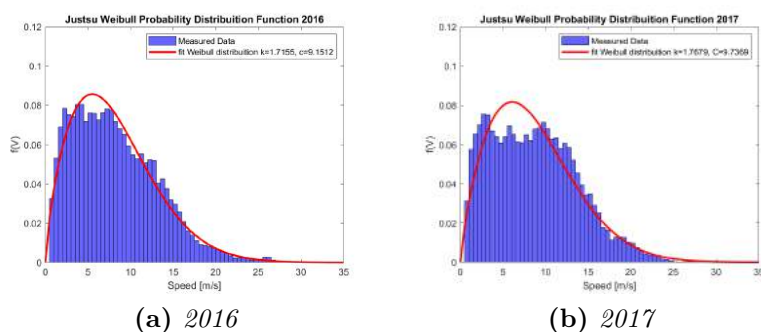 Justsu Weibull Probability Distribuition Function 2016
Measured Data
fit Weibull distribuition k=1.7155, c=9.1512
f(V)
0.12
0.1
0.08
0.06
0.04
0.02
0
0 5 10 15 20 25 30 35
Speed [m/s]
(a) 2016
Justsu Weibull Probability Distribuition Function 2017
Measured Data
fit Weibull distribuition k=1.7679, C=9.7369
f(V)
0.12
0.1
0.08
0.06
0.04
0.02
0
0 5 10 15 20 25 30 35
Speed [m/s]
(b) 2017